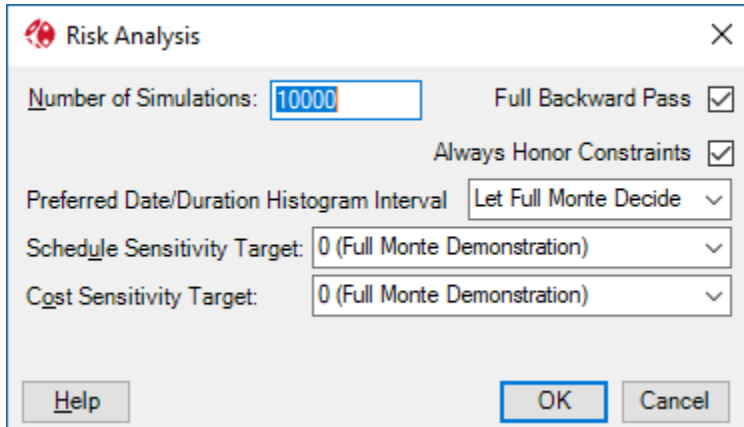 Risk Analysis
Number of Simulations: 10000 Full Backward Pass
Always Honor Constraints
Preferred Date/Duration Histogram Interval Let Full Monte Decide
Schedule Sensitivity Target: 0 (Full Monte Demonstration)
Cost Sensitivity Target: 0 (Full Monte Demonstration)
Help OK Cancel